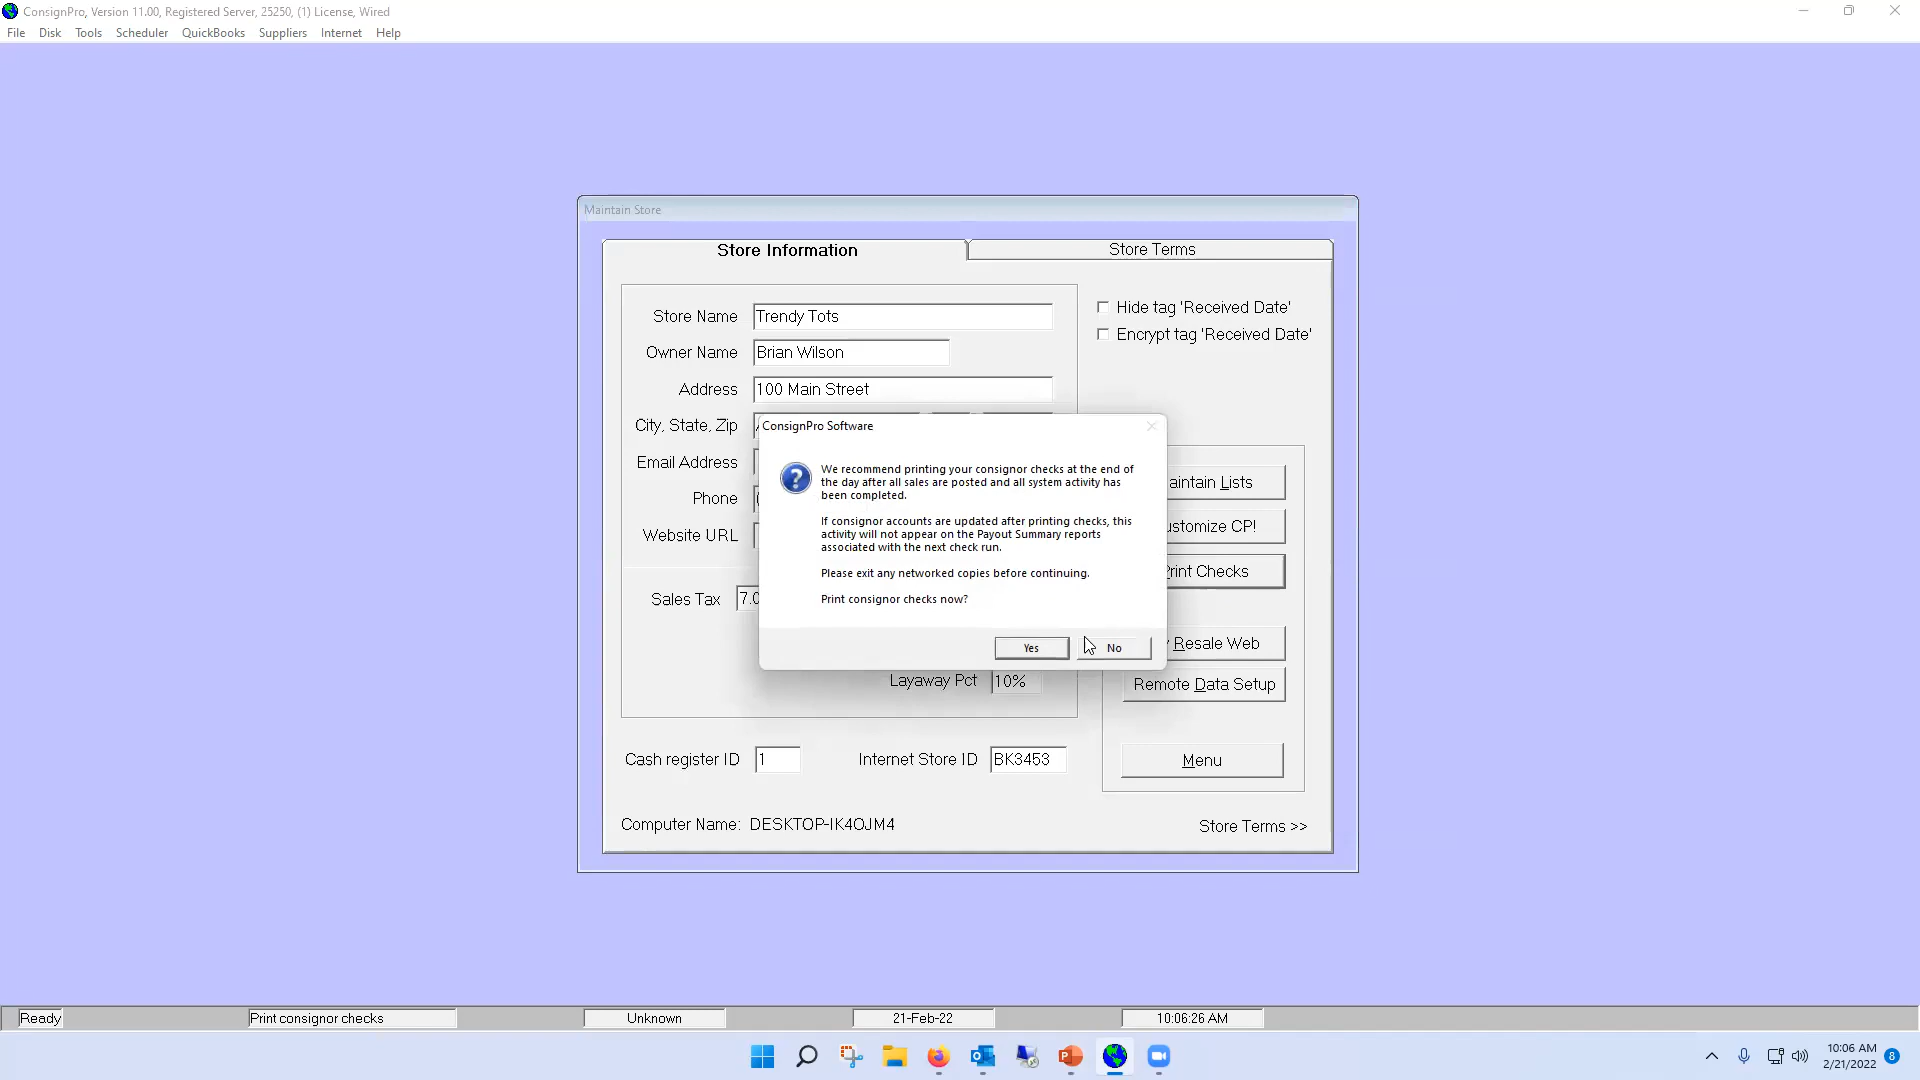 ConsignPro, Version 11.00, Registered Server, 25250, (1) License, Wired
File Disk Tools Scheduler QuickBooks Suppliers Internet Help
Maintain Store
Store Information
Store Terms
Store Name Trendy Tots
Hide tag 'Received Date'
Owner Name Brian Wilson
Encrypt tag 'Received Date'
Address 100 Main Street
City, State, Zip
Email Address
Phone
Website URL
Sales Tax 7.0
ConsignPro Software
We recommend printing your consignor checks at the end of
the day after all sales are posted and all system activity has
been completed.
If consignor accounts are updated after printing checks, this
activity will not appear on the Payout Summary reports
associated with the next check run.
Please exit any networked copies before continuing.
Print consignor checks now?
Yes No
aintain Lists
ustomize CP!
Print Checks
Resale Web
Remote Data Setup
Layaway Pct 10%
Cash register ID 1 Internet Store ID BK3453
Menu
Computer Name: DESKTOP-IK4OJM4
Store Terms >>
Ready Print consignor checks Unknown 21-Feb-22 10:06:26 AM
10:06 AM
2/21/2022
8